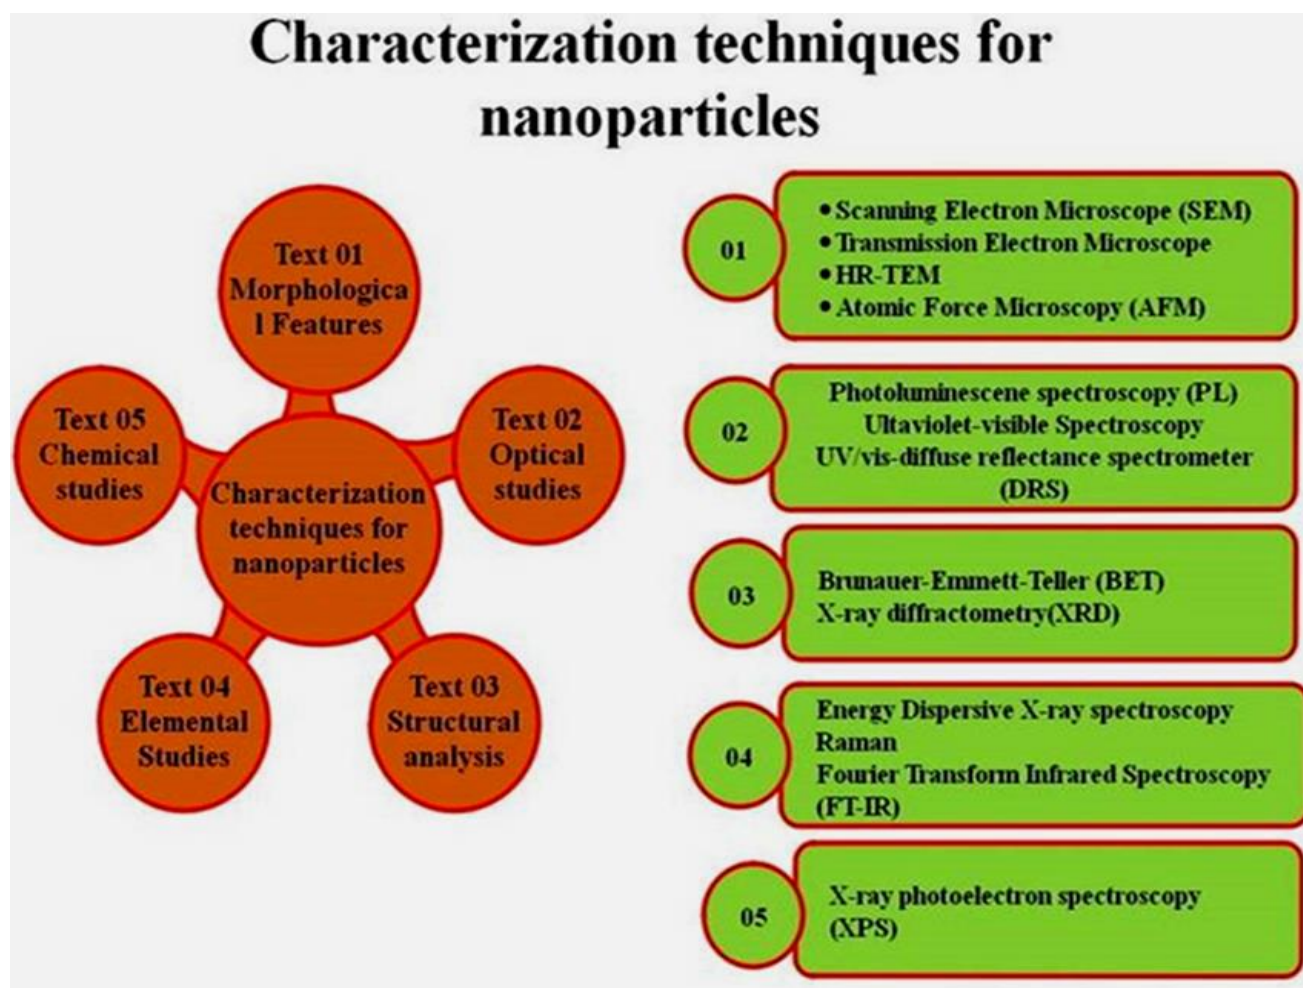 Characterization techniques for
nanoparticles
Text 01
Morphologica
l Features
Text 02
Optical
studies
Text 05
Chemical
studies
Characterization
techniques for
nanoparticles
Text 04
Elemental
Studies
Text 03
Structural
analysis
01
•Scanning Electron Microscope (SEM)
•Transmission Electron Microscope
•HR-TEM
•Atomic Force Microscopy (AFM)
02
Photoluminescene spectroscopy (PL)
Ultaviolet-visible Spectroscopy
UV/vis-diffuse reflectance spectrometer
(DRS)
03
Brunauer-Emmett-Teller (BET)
X-ray diffractometry(XRD)
04
Energy Dispersive X-ray spectroscopy
Raman
Fourier Transform Infrared Spectroscopy
(FT-IR)
05
X-ray photoelectron spectroscopy
(XPS)